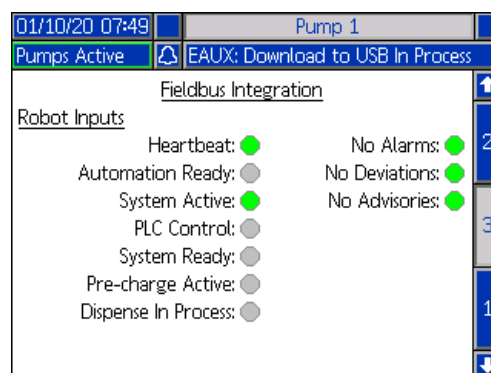 01/10/20 07:49 Pump 1
Pumps Active EAUX: Download to USB In Process
Fieldbus Integration
Robot Inputs
Heartbeat: No Alarms:
Automation Ready: No Deviations:
System Active: No Advisories:
PLC Control:
System Ready:
Pre-charge Active:
Dispense In Process:
2
3
1